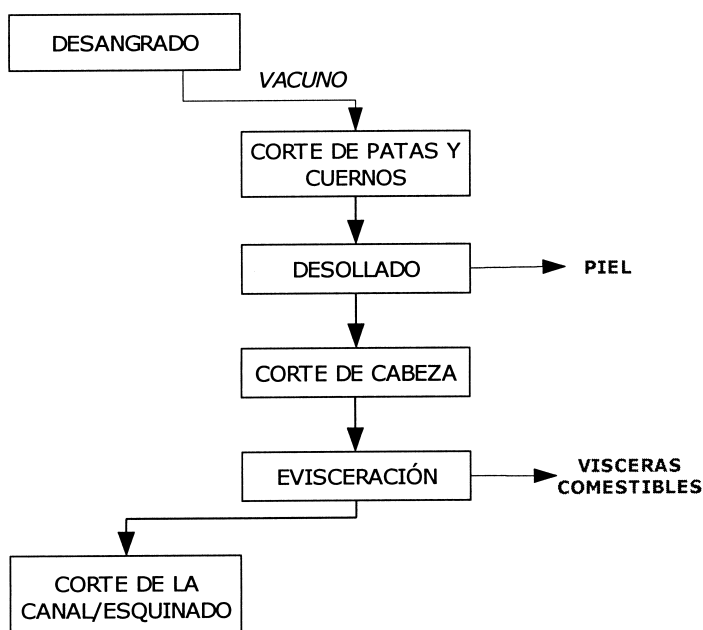 DESANGRADO
VACUNO
CORTE DE PATAS Y
CUERNOS
DESOLLADO
PIEL
CORTE DE CABEZA
EVISCERACIÓN
VISCERAS
COMESTIBLES
CORTE DE LA
CANAL/ESQUINADO